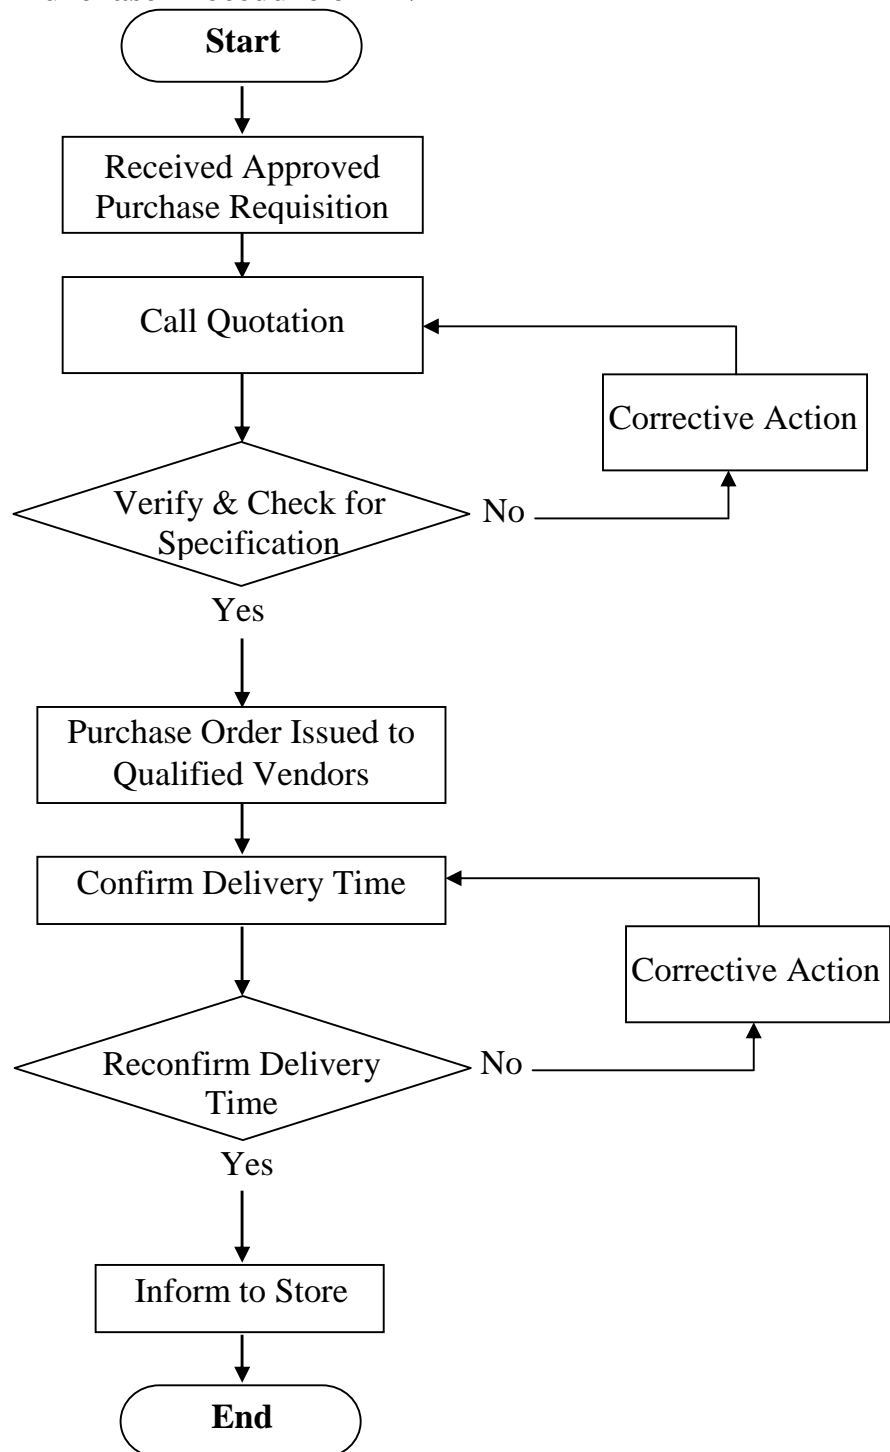 Start
Received Approved
Purchase Requisition
Call Quotation
Corrective Action
Verify & Check for
Specification
No
Yes
Purchase Order Issued to
Qualified Vendors
Confirm Delivery Time
Corrective Action
Reconfirm Delivery
Time
No
Yes
Inform to Store
End